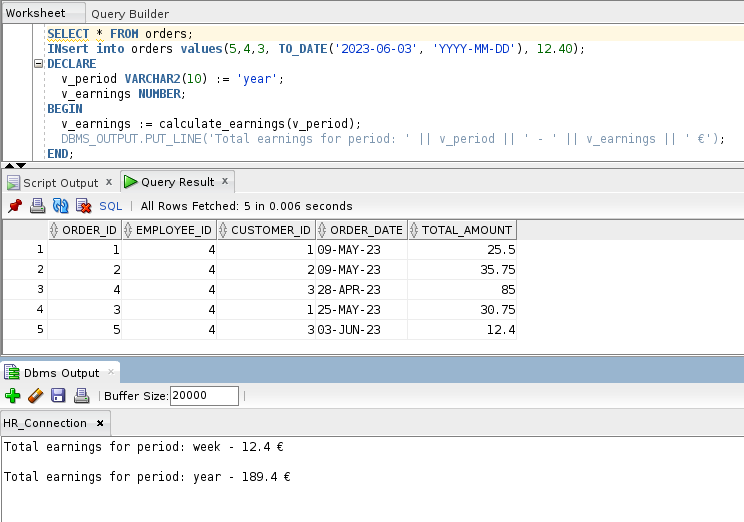 Worksheet Query Builder
SELECT * FROM orders;
INsert into orders values(5,4,3, TO_DATE('2023-06-03', 'YYYY-MM-DD'), 12.40);
DECLARE
v_period VARCHAR2(10) := 'year';
v_earnings NUMBER;
BEGIN
v_earnings := calculate_earnings(v_period);
DBMS_OUTPUT.PUT_LINE('Total earnings for period: ' || v_period || ' - ' || v_earnings || ' €');
END;
Script Output x Query Result x
SQL | All Rows Fetched: 5 in 0.006 seconds
ORDER_ID EMPLOYEE_ID CUSTOMER_ID ORDER_DATE TOTAL_AMOUNT
1 1 4 1 09-MAY-23 25.5
2 2 4 2 09-MAY-23 35.75
3 4 4 3 28-APR-23 85
4 3 4 1 25-MAY-23 30.75
5 5 4 3 03-JUN-23 12.4
Dbms Output x
Buffer Size: 20000
HR_Connection x
Total earnings for period: week - 12.4 €
Total earnings for period: year - 189.4 €